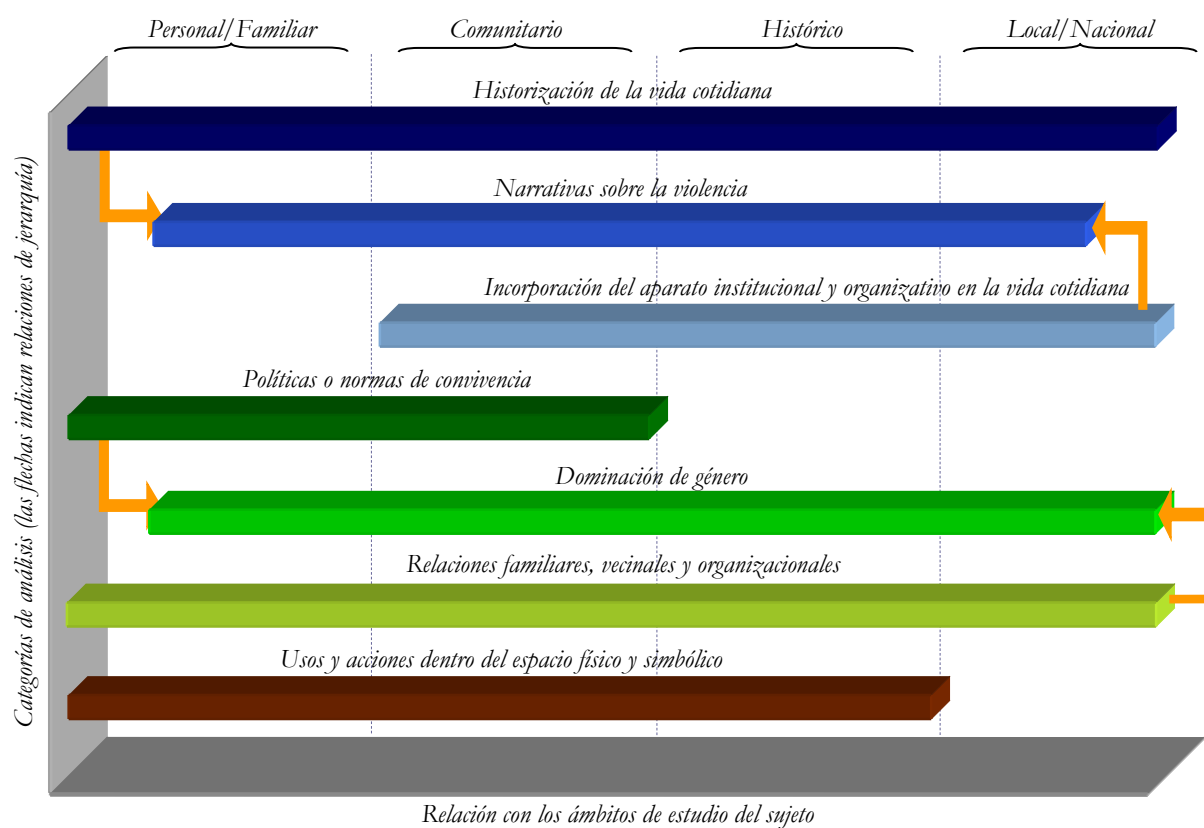 Personal/Familiar
Comunitario
Histórico
Local/Nacional
Historización de la vida cotidiana
Narrativas sobre la violencia
Incorporación del aparato institucional y organizativo en la vida cotidiana
Políticas o normas de convivencia
Dominación de género
Relaciones familiares, vecinales y organizacionales
Usos y acciones dentro del espacio físico y simbólico
Categorías de análisis (las flechas indican relaciones de jerarquía)
Relación con los ámbitos de estudio del sujeto